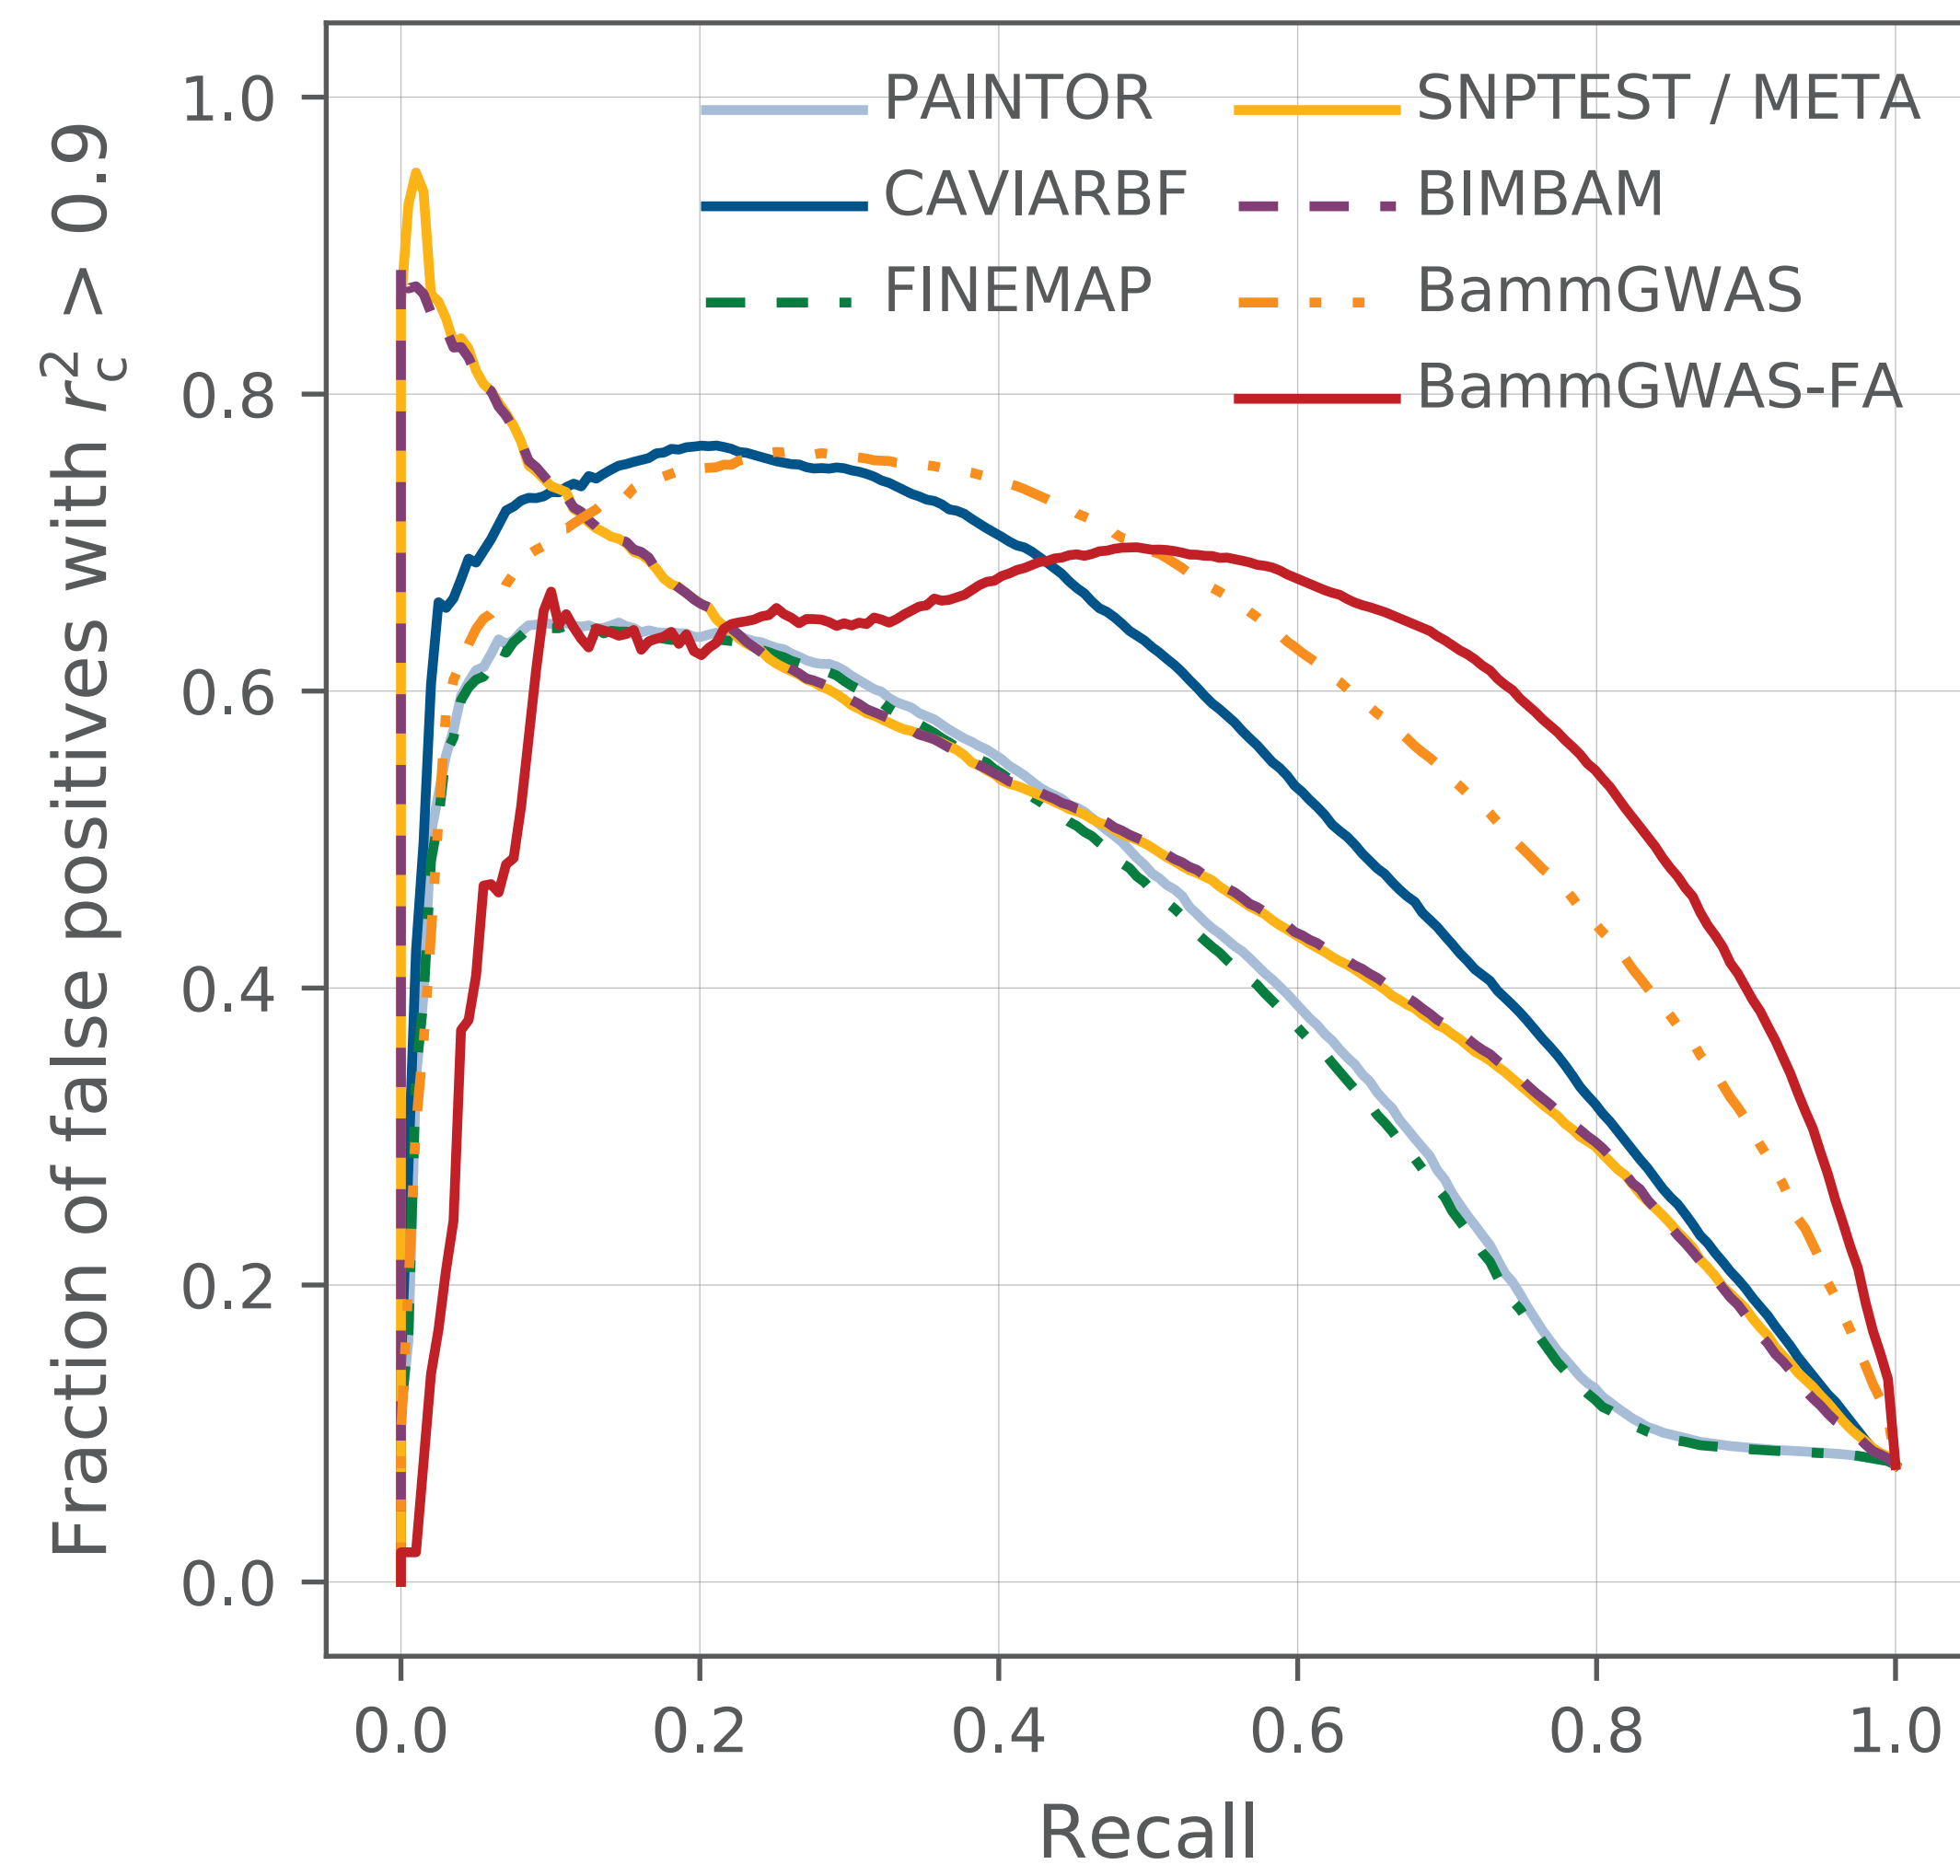 Fraction of false positives with r_c^2 > 0.9
1.0
0.8
0.6
0.4
0.2
0.0
PAINTOR
CAVIARBF
FINEMAP
SNPTEST / META
BIMBAM
BammGWAS
BammGWAS-FA
0.0 0.2 0.4 0.6 0.8 1.0
Recall